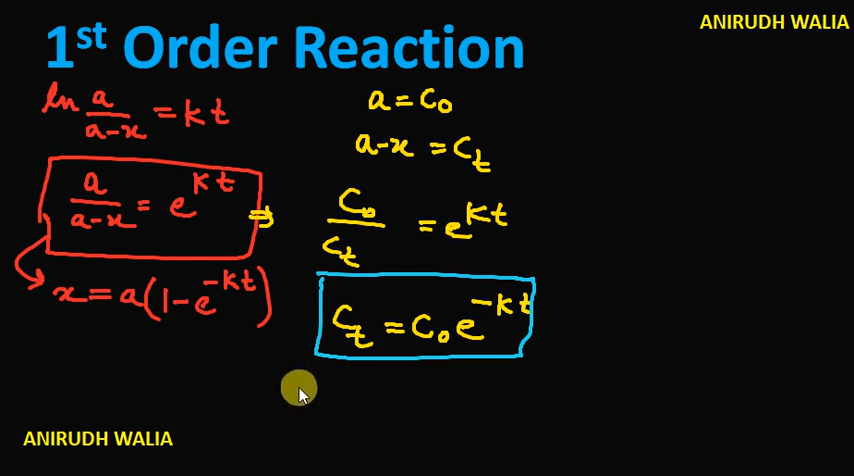 ANIRUDH WALIA
1st Order Reaction
ln a/(a-x) = kt
a/(a-x) = e^kt ⇒
x = a(1 - e^-kt)
a = C₀
a-x = Cₜ
C₀/Cₜ = e^kt
Cₜ = C₀ e^-kt
ANIRUDH WALIA